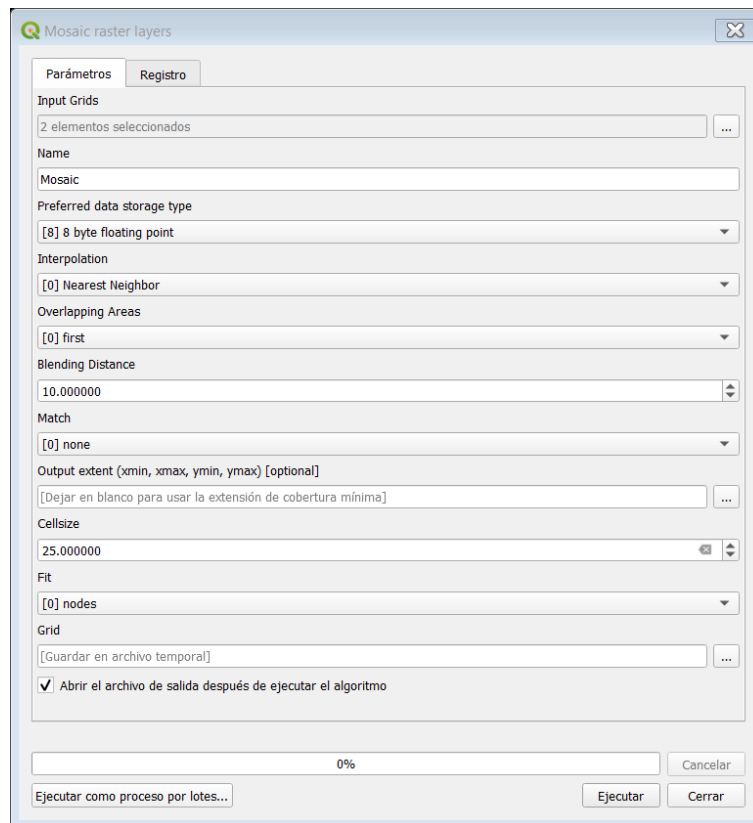 Mosaic raster layers
Parámetros Registro
Input Grids
2 elementos seleccionados ...
Name
Mosaic
Preferred data storage type
[8] 8 byte floating point
Interpolation
[0] Nearest Neighbor
Overlapping Areas
[0] first
Blending Distance
10.000000
Match
[0] none
Output extent (xmin, xmax, ymin, ymax) [optional]
[Dejar en blanco para usar la extensión de cobertura mínima] ...
Cellsize
25.000000
Fit
[0] nodes
Grid
[Guardar en archivo temporal] ...
Abrir el archivo de salida después de ejecutar el algoritmo
0% Cancelar
Ejecutar como proceso por lotes... Ejecutar Cerrar